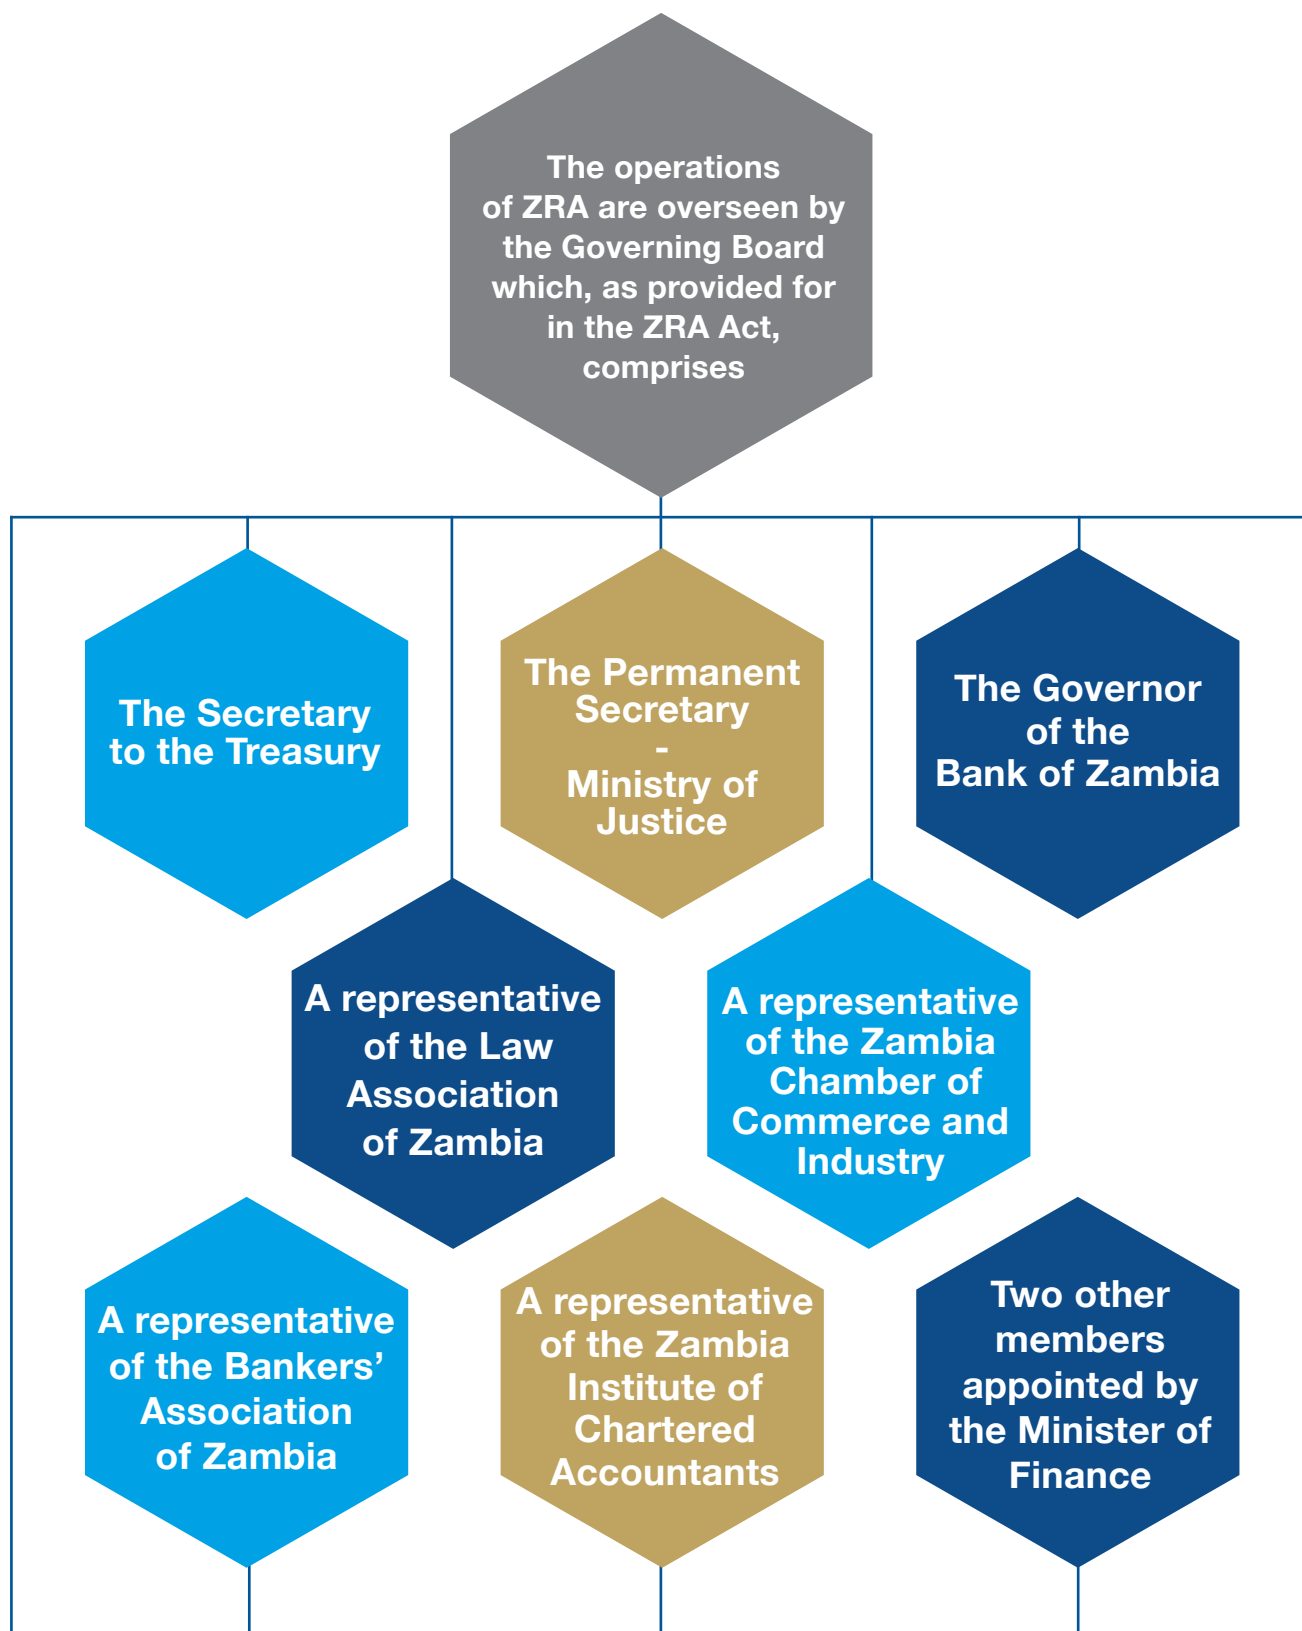 The operations
of ZRA are overseen by
the Governing Board
which, as provided for
in the ZRA Act,
comprises
The Secretary
to the Treasury
The Permanent
Secretary
-
Ministry of
Justice
The Governor
of the
Bank of Zambia
A representative
of the Law
Association
of Zambia
A representative
of the Zambia
Chamber of
Commerce and
Industry
A representative
of the Bankers’
Association
of Zambia
A representative
of the Zambia
Institute of
Chartered
Accountants
Two other
members
appointed by
the Minister of
Finance